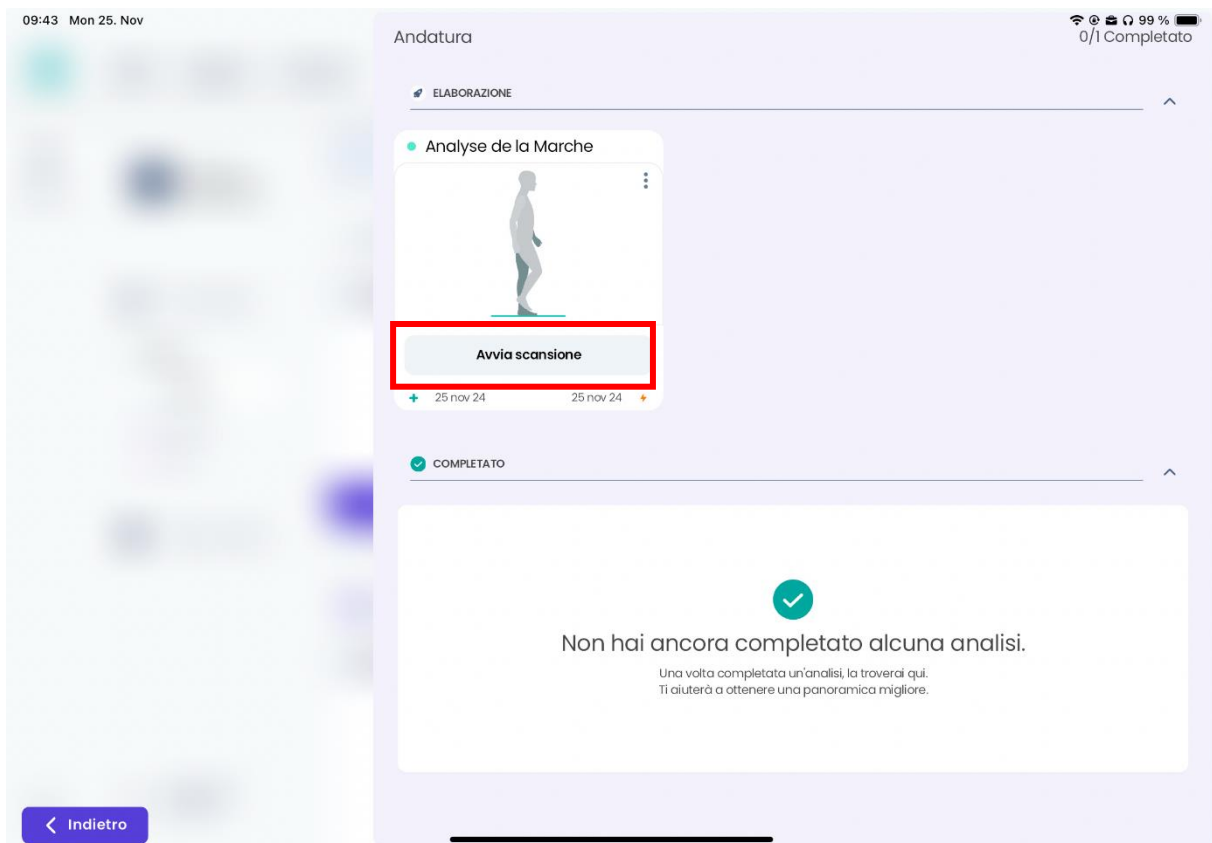 09:43 Mon 25. Nov
99 %
Andatura
0/1 Completato
ELABORAZIONE
Analyse de la Marche
Avvia scansione
25 nov 24
25 nov 24
COMPLETATO
Non hai ancora completato alcuna analisi.
Una volta completata un'analisi, la troverai qui.
Ti aiuterà a ottenere una panoramica migliore.
Indietro